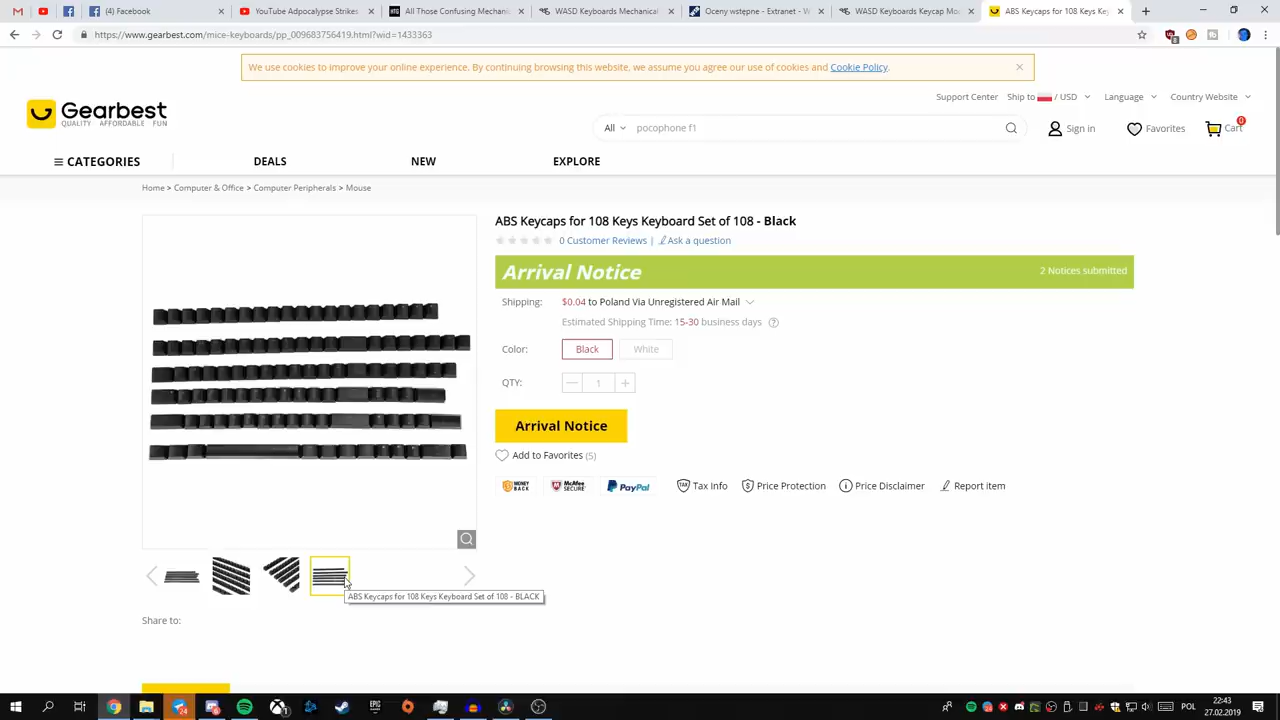 Facebook
YouTube Adpocalypse Strikes
All Those Confusing Mechanic
WASD Keyboards Mechanical
Oceny wstępne - Extranet - W
WASD Keyboards Keycap Mo
ABS Keycaps for 108 Keys Key
https://www.gearbest.com/mice-keyboards/pp_009683756419.html?wid=1433363
We use cookies to improve your online experience. By continuing browsing this website, we assume you agree our use of cookies and Cookie Policy.
Support Center Ship to / USD Language Country Website
Gearbest
QUALITY AFFORDABLE FUN
All pocophone f1
Sign in Favorites Cart 0
CATEGORIES DEALS NEW EXPLORE
Home > Computer & Office > Computer Peripherals > Mouse
ABS Keycaps for 108 Keys Keyboard Set of 108 - Black
0 Customer Reviews | Ask a question
Arrival Notice 2 Notices submitted
Shipping: $0.04 to Poland Via Unregistered Air Mail
Estimated Shipping Time: 15-30 business days ?
Color: Black White
QTY: 1
Arrival Notice
Add to Favorites (5)
MONEY BACK McAfee SECURE PayPal Tax Info Price Protection Price Disclaimer Report item
ABS Keycaps for 108 Keys Keyboard Set of 108 - BLACK
Share to:
EPIC
POL
22:43
27.02.2019